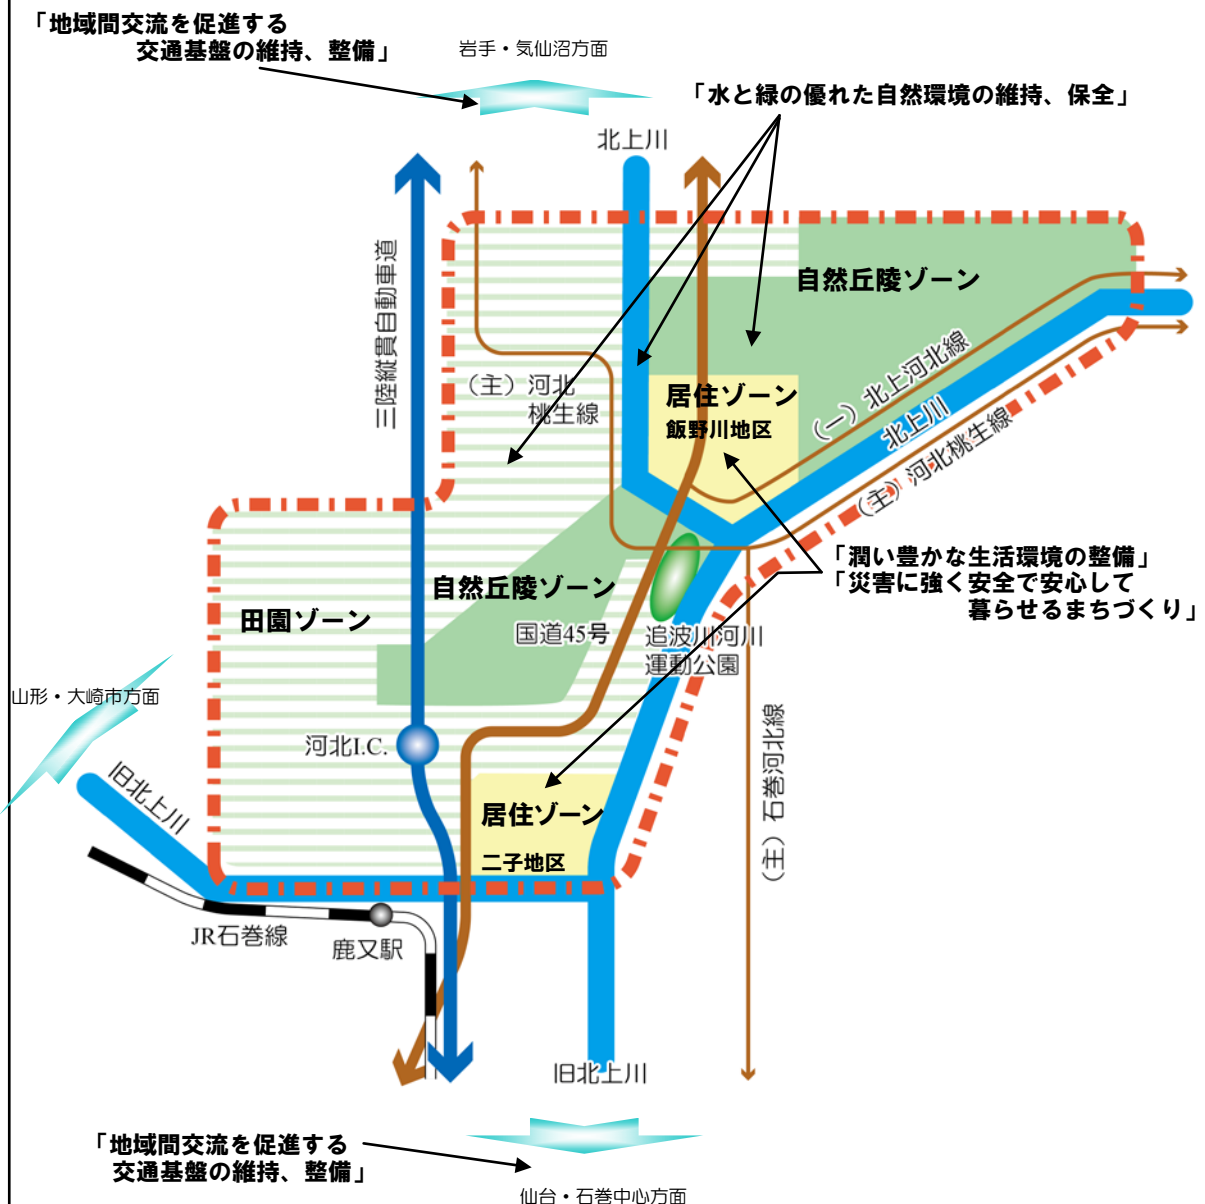 「地域間交流を促進する
交通基盤の維持、整備」
岩手・気仙沼方面
「水と緑の優れた自然環境の維持、保全」
北上川
三陸縦貫自動車道
自然丘陵ゾーン
（主）河北
桃生線
居住ゾーン
飯野川地区
（一）北上河北線
北上川
（主）河北桃生線
「潤い豊かな生活環境の整備」
「災害に強く安全で安心して
暮らせるまちづくり」
自然丘陵ゾーン
田園ゾーン
国道45号
追波川河川
運動公園
山形・大崎市方面
河北I.C.
（主）石巻河北線
旧北上川
居住ゾーン
二子地区
JR石巻線
鹿又駅
旧北上川
「地域間交流を促進する
交通基盤の維持、整備」
仙台・石巻中心方面